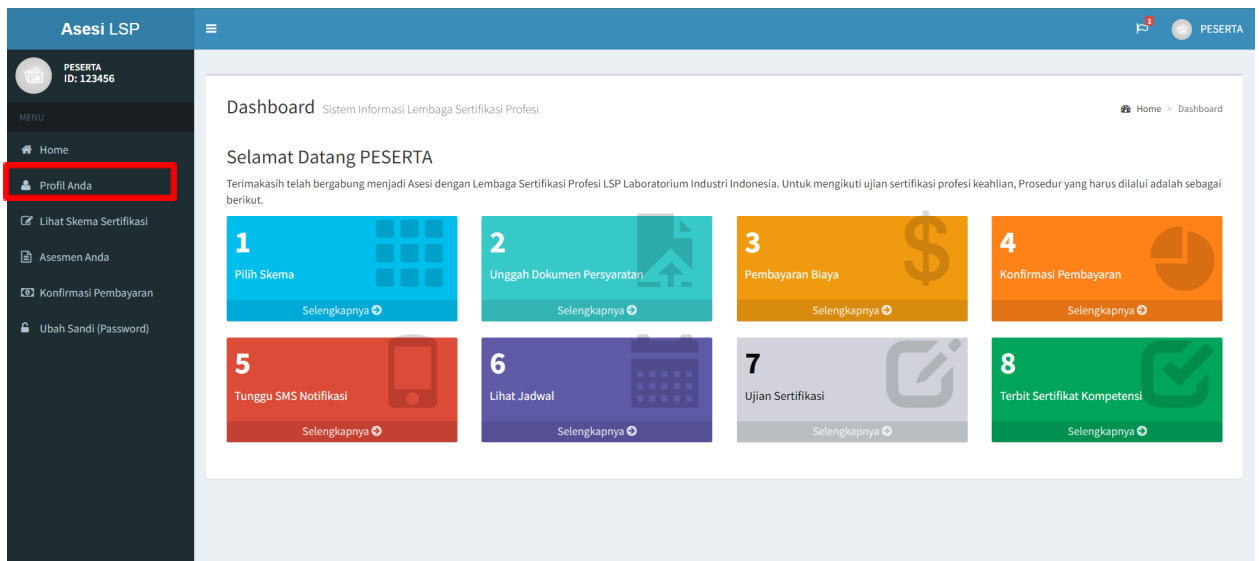 Asesi LSP
1
PESERTA
PESERTA
ID: 123456
MENU
Home
Profil Anda
Lihat Skema Sertifikasi
Asesmen Anda
Konfirmasi Pembayaran
Ubah Sandi (Password)
Dashboard Sistem Informasi Lembaga Sertifikasi Profesi
Home > Dashboard
Selamat Datang PESERTA
Terimakasih telah bergabung menjadi Asesi dengan Lembaga Sertifikasi Profesi LSP Laboratorium Industri Indonesia. Untuk mengikuti ujian sertifikasi profesi keahlian, Prosedur yang harus dilalui adalah sebagai
berikut.
1
Pilih Skema
Selengkapnya
2
Unggah Dokumen Persyaratan
Selengkapnya
3
Pembayaran Biaya
Selengkapnya
4
Konfirmasi Pembayaran
Selengkapnya
5
Tunggu SMS Notifikasi
Selengkapnya
6
Lihat Jadwal
Selengkapnya
7
Ujian Sertifikasi
Selengkapnya
8
Terbit Sertifikat Kompetensi
Selengkapnya